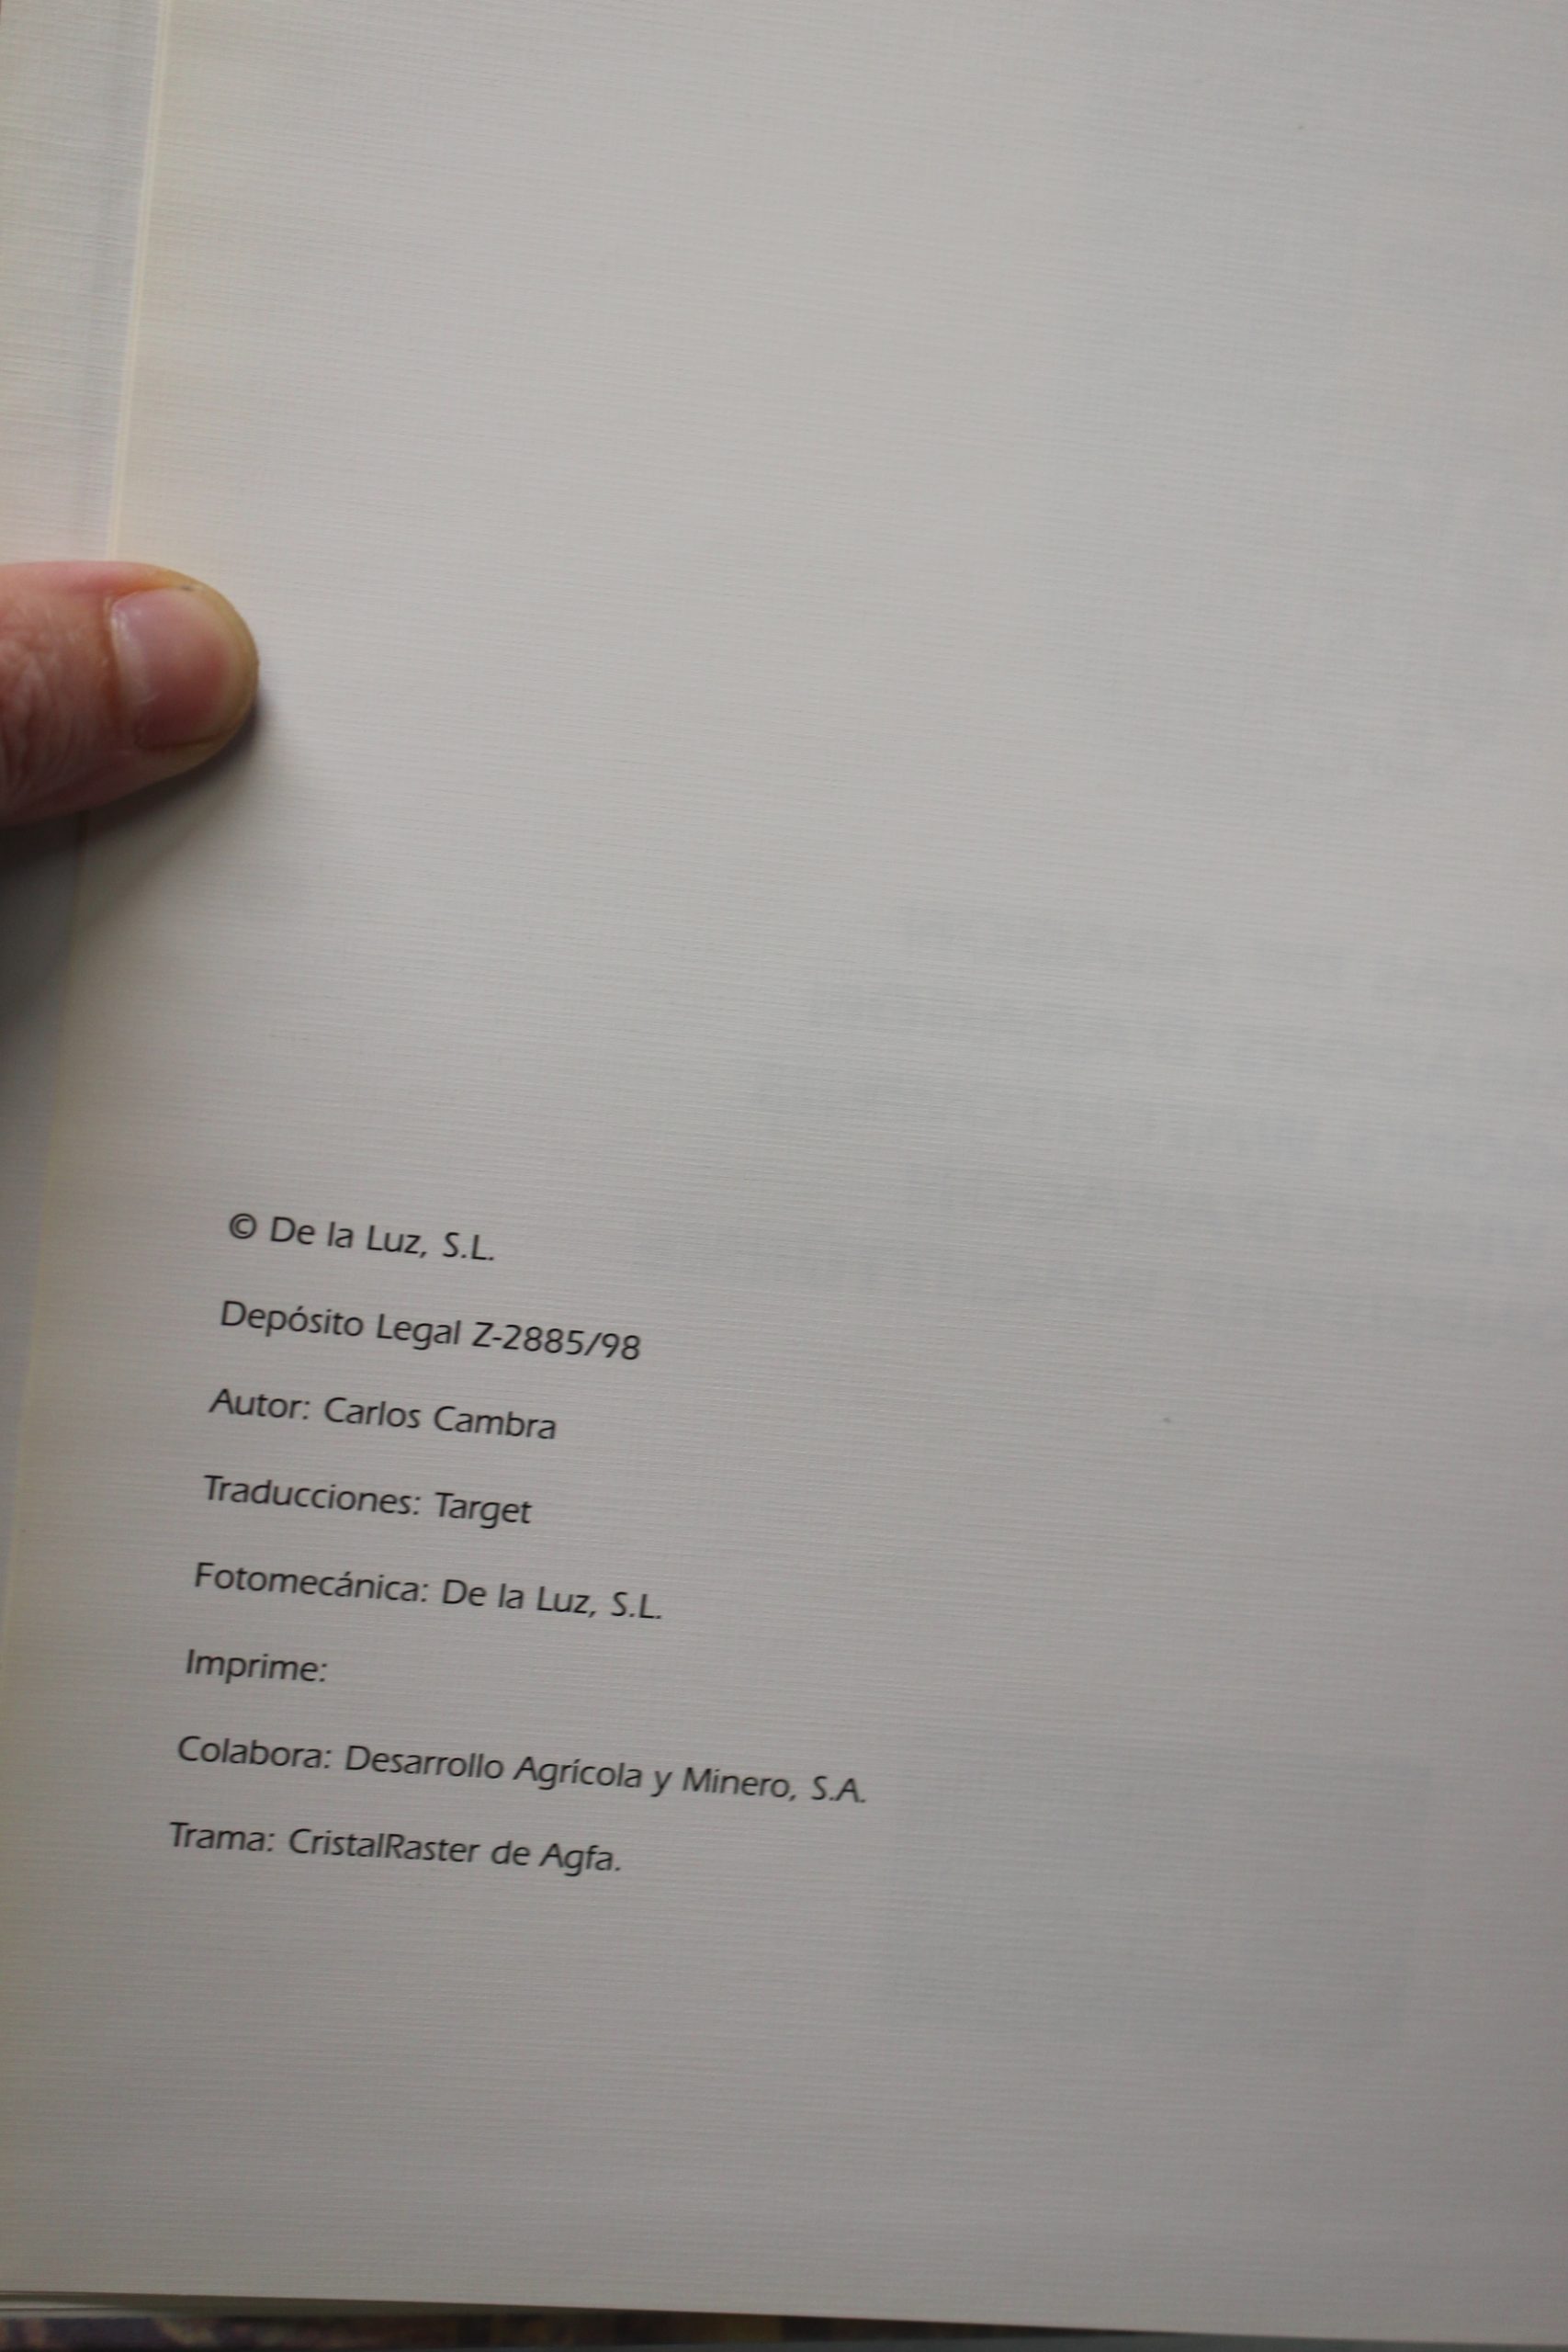 © De la Luz, S.L.
Depósito Legal Z-2885/98
Autor: Carlos Cambra
Traducciones: Target
Fotomecánica: De la Luz, S.L.
Imprime:
Colabora: Desarrollo Agrícola y Minero, S.A.
Trama: CristalRaster de Agfa.